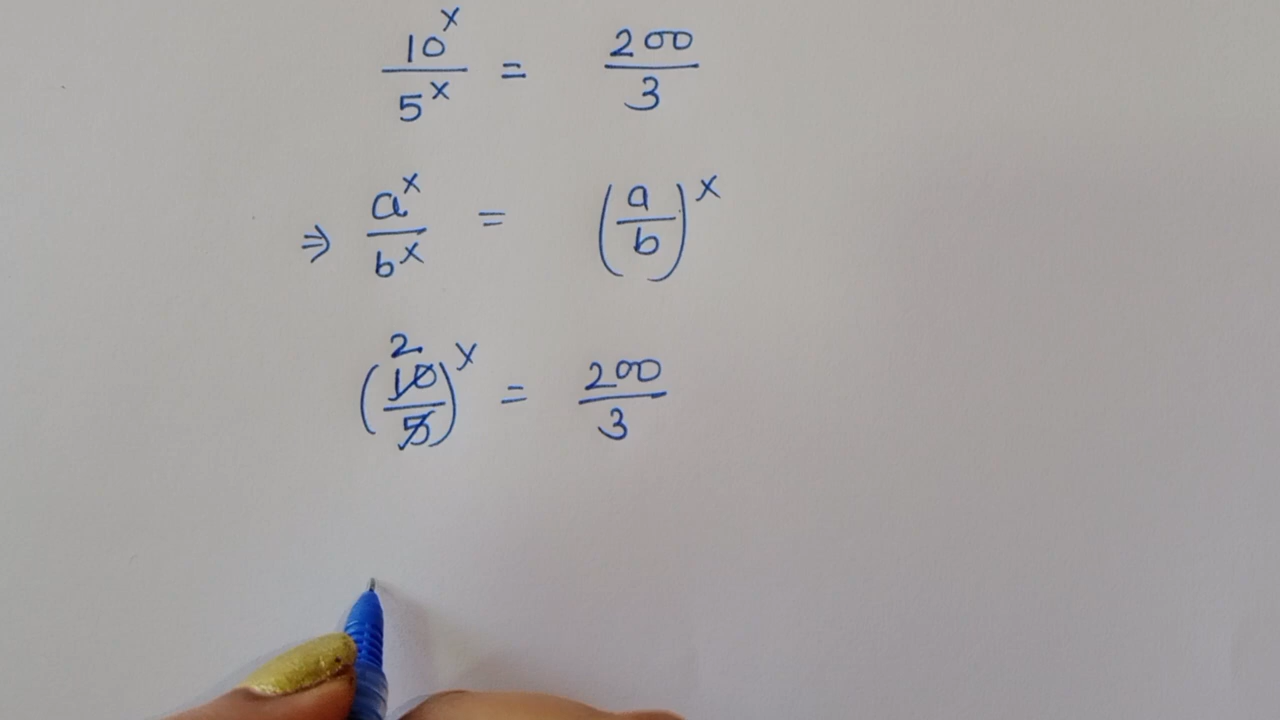 10^x / 5^x = 200 / 3
⇒ a^x / b^x = (a / b)^x
2
(10 / 5)^x = 200 / 3